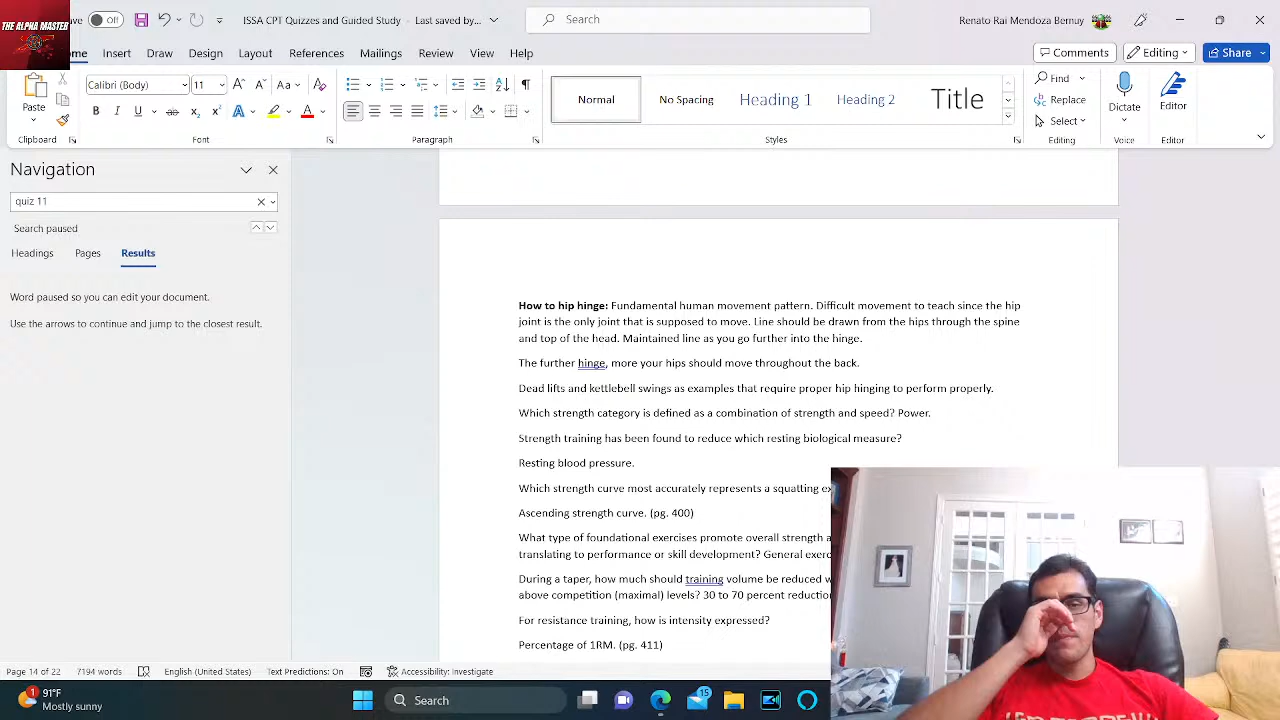 THE ALPHA MASTER
ave
Off
ISSA CPT Quizzes and Guided Study - Last saved by...
Search
Renato Rai Mendoza Bernuy
ome
Insert
Draw
Design
Layout
References
Mailings
Review
View
Help
Comments
Editing
Share
Paste
Clipboard
Calibri (Body)
11
Font
Paragraph
Normal
No Spacing
Heading 1
Heading 2
Title
Styles
Find
Replace
Select
Editing
Dictate
Voice
Editor
Editor
Navigation
quiz 11
Search paused
Headings
Pages
Results
Word paused so you can edit your document.
Use the arrows to continue and jump to the closest result.
How to hip hinge: Fundamental human movement pattern. Difficult movement to teach since the hip
joint is the only joint that is supposed to move. Line should be drawn from the hips through the spine
and top of the head. Maintained line as you go further into the hinge.
The further hinge, more your hips should move throughout the back.
Dead lifts and kettlebell swings as examples that require proper hip hinging to perform properly.
Which strength category is defined as a combination of strength and speed? Power.
Strength training has been found to reduce which resting biological measure?
Resting blood pressure.
Which strength curve most accurately represents a squatting ex
Ascending strength curve. (pg. 400)
What type of foundational exercises promote overall strength a
translating to performance or skill development? General exerc
During a taper, how much should training volume be reduced w
above competition (maximal) levels? 30 to 70 percent reduction
For resistance training, how is intensity expressed?
Percentage of 1RM. (pg. 411)
Page 14 of 22
7194 words
English (United States)
Text Predictions: On
Accessibility: Investigate
1
91°F
Mostly sunny
Search
15